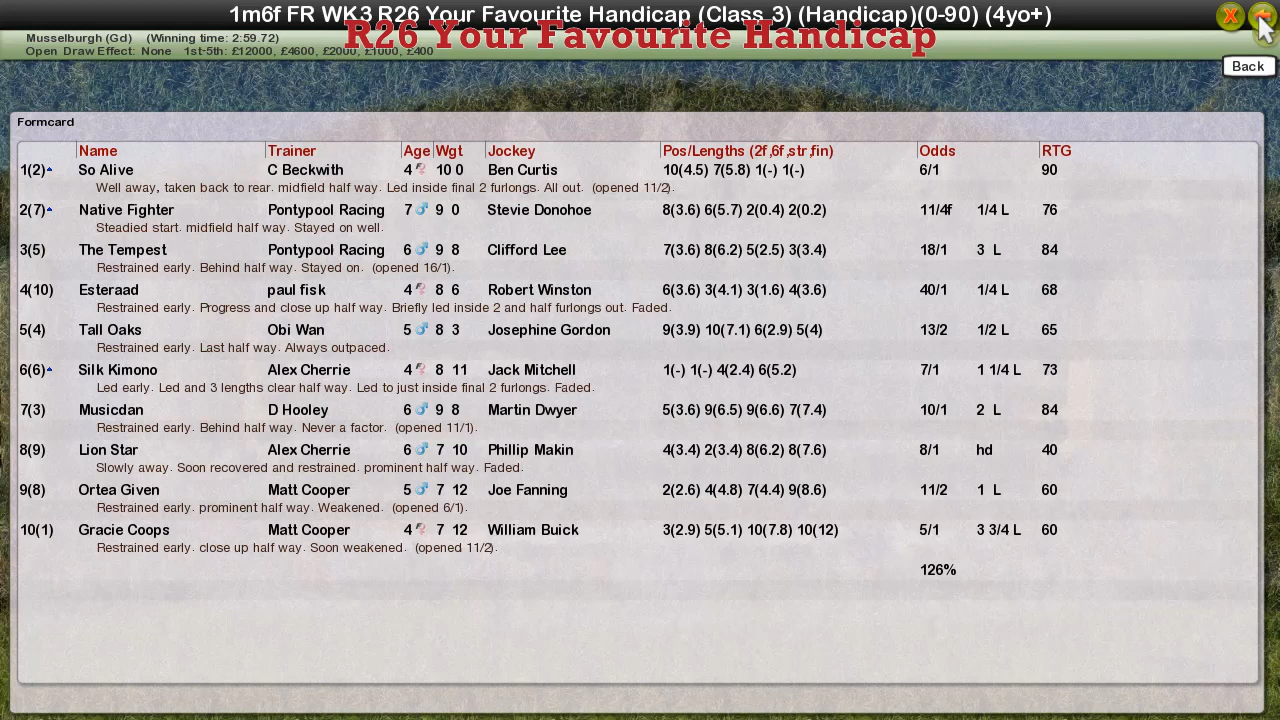 1m6f FR WK3 R26 Your Favourite Handicap (Class 3) (Handicap)(0-90) (4yo+)
R26 Your Favourite Handicap
Musselburgh (Gd) (Winning time: 2:59.72)
Open Draw Effect: None 1st-5th: £12000, £4600, £2000, £1000, £400
X
Back
Formcard
Name Trainer Age Wgt Jockey Pos/Lengths (2f,6f,str,fin) Odds RTG
1(2) So Alive C Beckwith 4 10 0 Ben Curtis 10(4.5) 7(5.8) 1(-) 1(-) 6/1 90
Well away, taken back to rear. midfield half way. Led inside final 2 furlongs. All out. (opened 11/2).
2(7) Native Fighter Pontypool Racing 7 9 0 Stevie Donohoe 8(3.6) 6(5.7) 2(0.4) 2(0.2) 11/4f 1/4 L 76
Steadied start. midfield half way. Stayed on well.
3(5) The Tempest Pontypool Racing 6 9 8 Clifford Lee 7(3.6) 8(6.2) 5(2.5) 3(3.4) 18/1 3 L 84
Restrained early. Behind half way. Stayed on. (opened 16/1).
4(10) Esteraad paul fisk 4 8 6 Robert Winston 6(3.6) 3(4.1) 3(1.6) 4(3.6) 40/1 1/4 L 68
Restrained early. Progress and close up half way. Briefly led inside 2 and half furlongs out. Faded.
5(4) Tall Oaks Obi Wan 5 8 3 Josephine Gordon 9(3.9) 10(7.1) 6(2.9) 5(4) 13/2 1/2 L 65
Restrained early. Last half way. Always outpaced.
6(6) Silk Kimono Alex Cherrie 4 8 11 Jack Mitchell 1(-) 1(-) 4(2.4) 6(5.2) 7/1 1 1/4 L 73
Led early. Led and 3 lengths clear half way. Led to just inside final 2 furlongs. Faded.
7(3) Musicdan D Hooley 6 9 8 Martin Dwyer 5(3.6) 9(6.5) 9(6.6) 7(7.4) 10/1 2 L 84
Restrained early. Behind half way. Never a factor. (opened 11/1).
8(9) Lion Star Alex Cherrie 6 7 10 Phillip Makin 4(3.4) 2(3.4) 8(6.2) 8(7.6) 8/1 hd 40
Slowly away. Soon recovered and restrained. prominent half way. Faded.
9(8) Ortea Given Matt Cooper 5 7 12 Joe Fanning 2(2.6) 4(4.8) 7(4.4) 9(8.6) 11/2 1 L 60
Restrained early. prominent half way. Weakened. (opened 6/1).
10(1) Gracie Coops Matt Cooper 4 7 12 William Buick 3(2.9) 5(5.1) 10(7.8) 10(12) 5/1 3 3/4 L 60
Restrained early. close up half way. Soon weakened. (opened 11/2).
126%